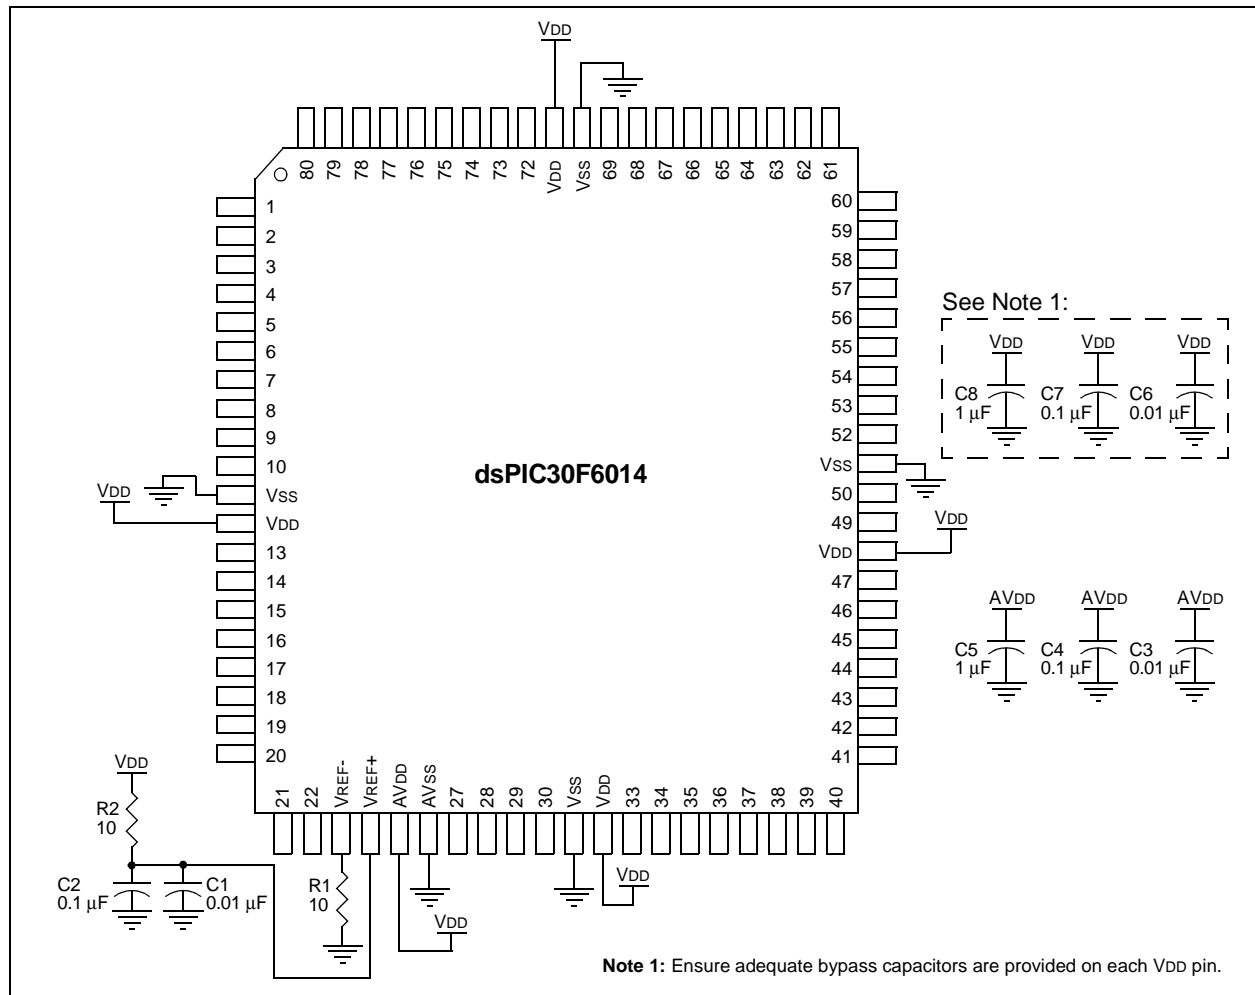 VDD
80 79 78 77 76 75 74 73 72 VDD VSS 69 68 67 66 65 64 63 62 61
1
2
3
4
5
6
7
8
9
10
VSS
VDD
VDD
13
14
15
16
17
18
19
20
dsPIC30F6014
60
59
58
57
56
55
54
53
52
VSS
50
49
VDD
VDD
47
46
45
44
43
42
41
See Note 1:
VDD VDD VDD
C8 C7 C6
1 µF 0.1 µF 0.01 µF
AVDD AVDD AVDD
C5 C4 C3
1 µF 0.1 µF 0.01 µF
21 22 VREF- VREF+ AVDD AVSS 27 28 29 30 VSS VDD 33 34 35 36 37 38 39 40
VDD
R2
10
C2 C1
0.1 µF 0.01 µF
R1
10
VDD
VDD
Note 1: Ensure adequate bypass capacitors are provided on each VDD pin.